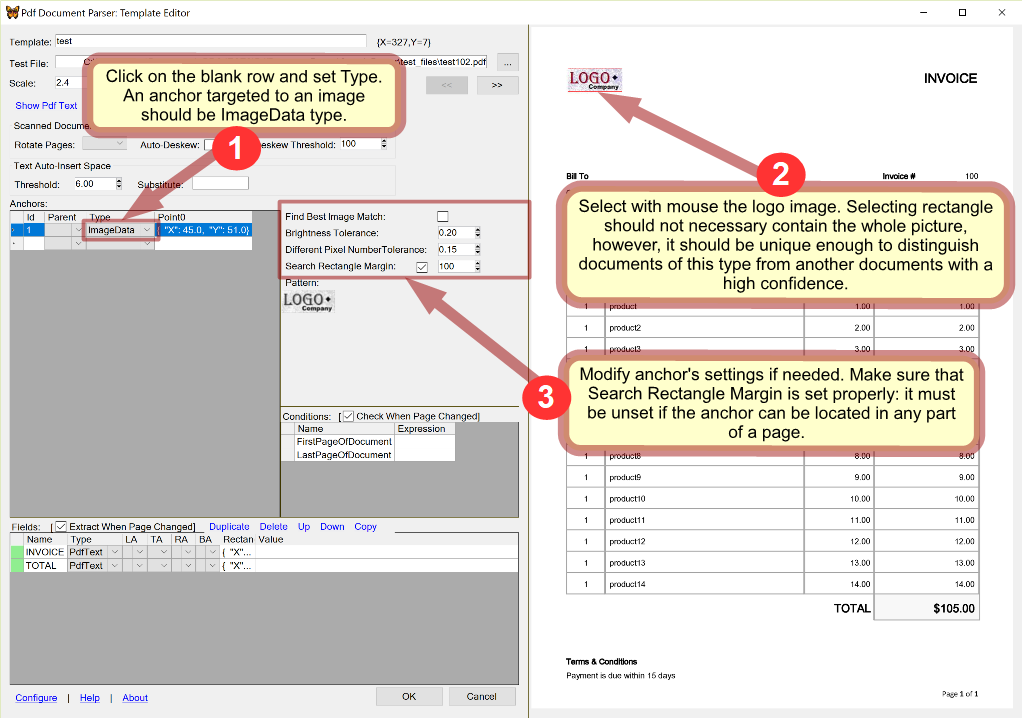 Pdf Document Parser: Template Editor
Template: test {X=327,Y=7}
Test File: test_files\test102.pdf ...
Scale: 2.4 << >>
Show Pdf Text
Click on the blank row and set Type.
An anchor targeted to an image
should be ImageData type.
Scanned Docume
Rotate Pages: Auto-Deskew: eskew Threshold: 100
1
Text Auto-Insert Space
Threshold: 6.00 Substitute:
Anchors:
Id Parent Type Point0
1 ImageData { "X": 45.0, "Y": 51.0}
Find Best Image Match:
Brightness Tolerance: 0.20
Different Pixel NumberTolerance: 0.15
Search Rectangle Margin: 100
Pattern:
LOGO
Company
Conditions: [ Check When Page Changed]
Name Expression
FirstPageOfDocument
LastPageOfDocument
Fields: [ Extract When Page Changed] Duplicate Delete Up Down Copy
Name Type LA TA RA BA Rectan Value
INVOICE PdfText { "X"...
TOTAL PdfText { "X"...
Configure | Help | About
OK Cancel
LOGO
Company
INVOICE
2
Bill To Invoice # 100
Select with mouse the logo image. Selecting rectangle
should not necessary contain the whole picture,
however, it should be unique enough to distinguish
documents of this type from another documents with a
high confidence.
1 product 1.00 1.00
1 product2 2.00 2.00
1 product3 3.00 3.00
3
Modify anchor's settings if needed. Make sure that
Search Rectangle Margin is set properly: it must
be unset if the anchor can be located in any part
of a page.
1 product8 8.00 8.00
1 product9 9.00 9.00
1 product10 10.00 10.00
1 product11 11.00 11.00
1 product12 12.00 12.00
1 product13 13.00 13.00
1 product14 14.00 14.00
TOTAL $105.00
Terms & Conditions
Payment is due within 15 days
Page 1 of 1